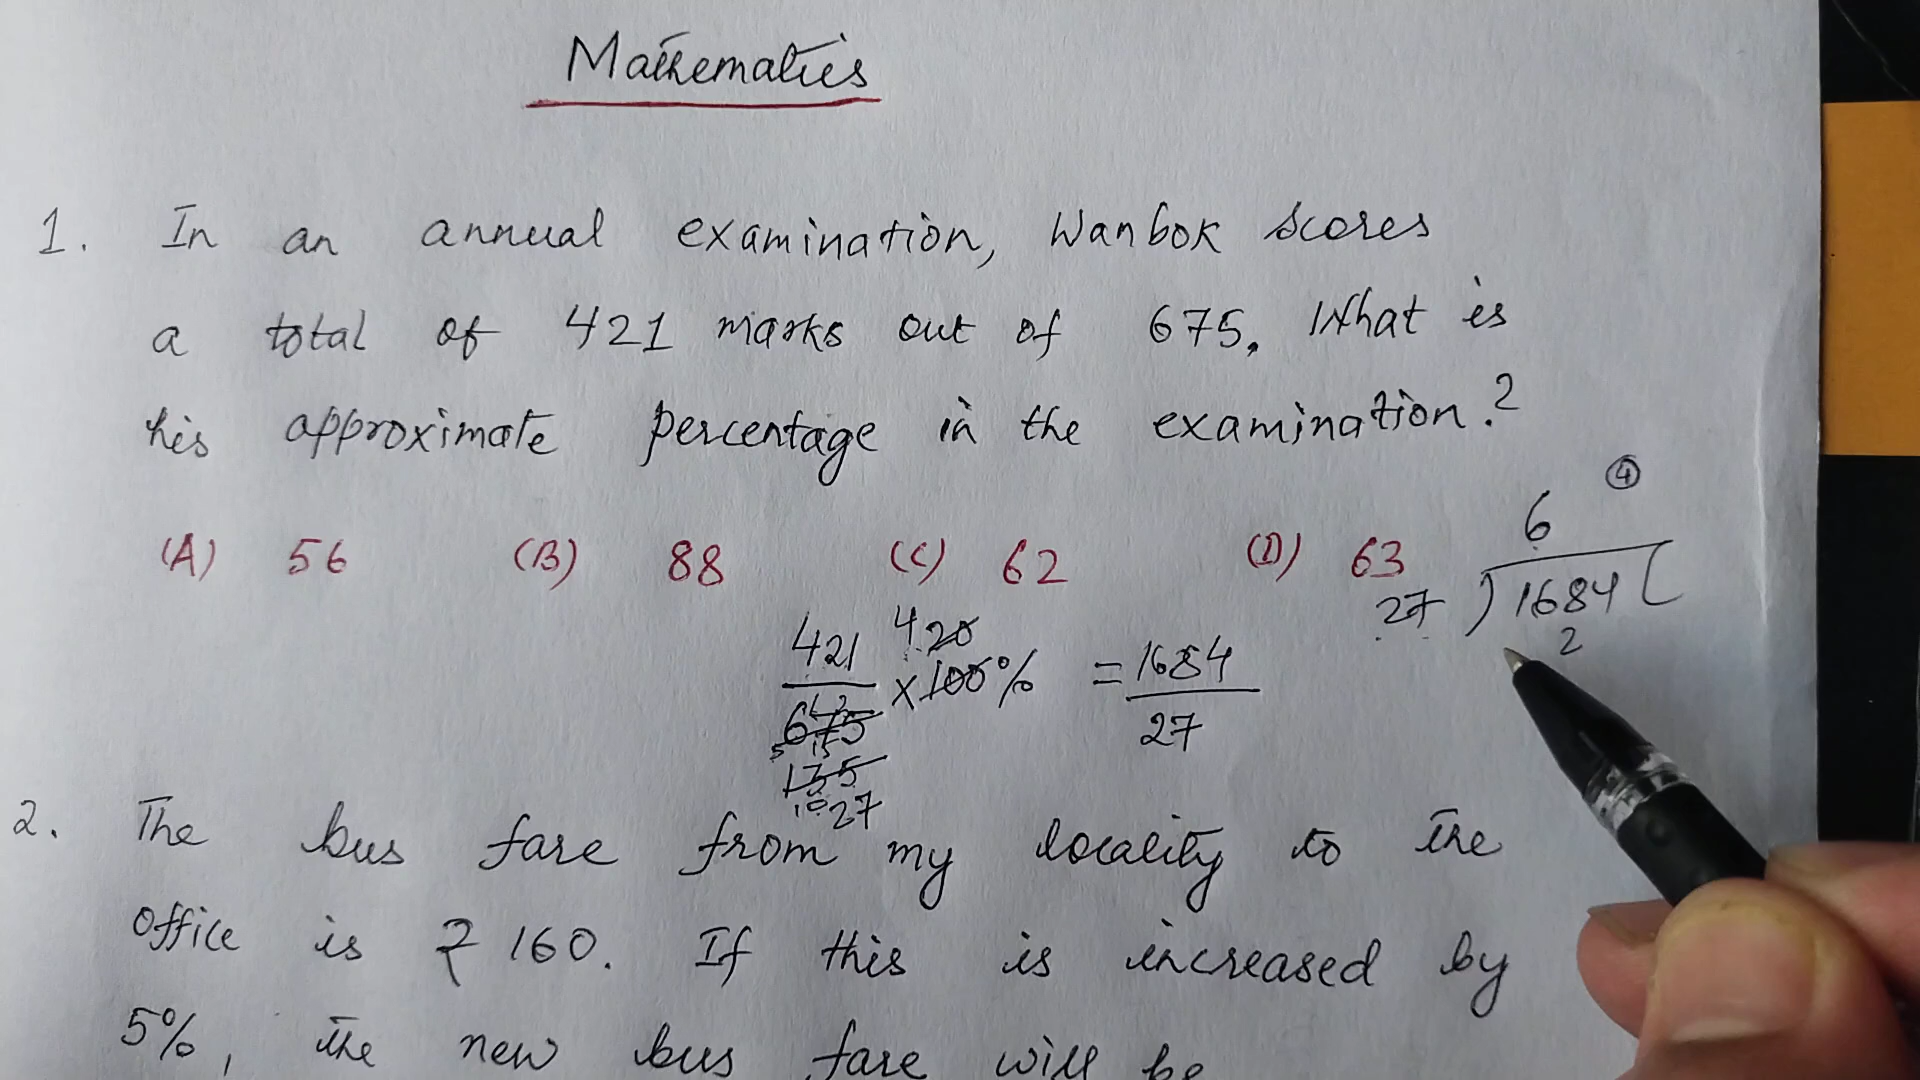 Mathematics
1. In an annual examination, Wanbok scores
a total of 421 marks out of 675. What is
his approximate percentage in the examination?
(A) 56 (B) 88 (C) 62 (D) 63
6 4
27 ) 1684 (
2
421 4 20
675 × 100% = 1684
135 27
27
2. The bus fare from my locality to the
office is ₹ 160. If this is increased by
5%, the new bus fare will be